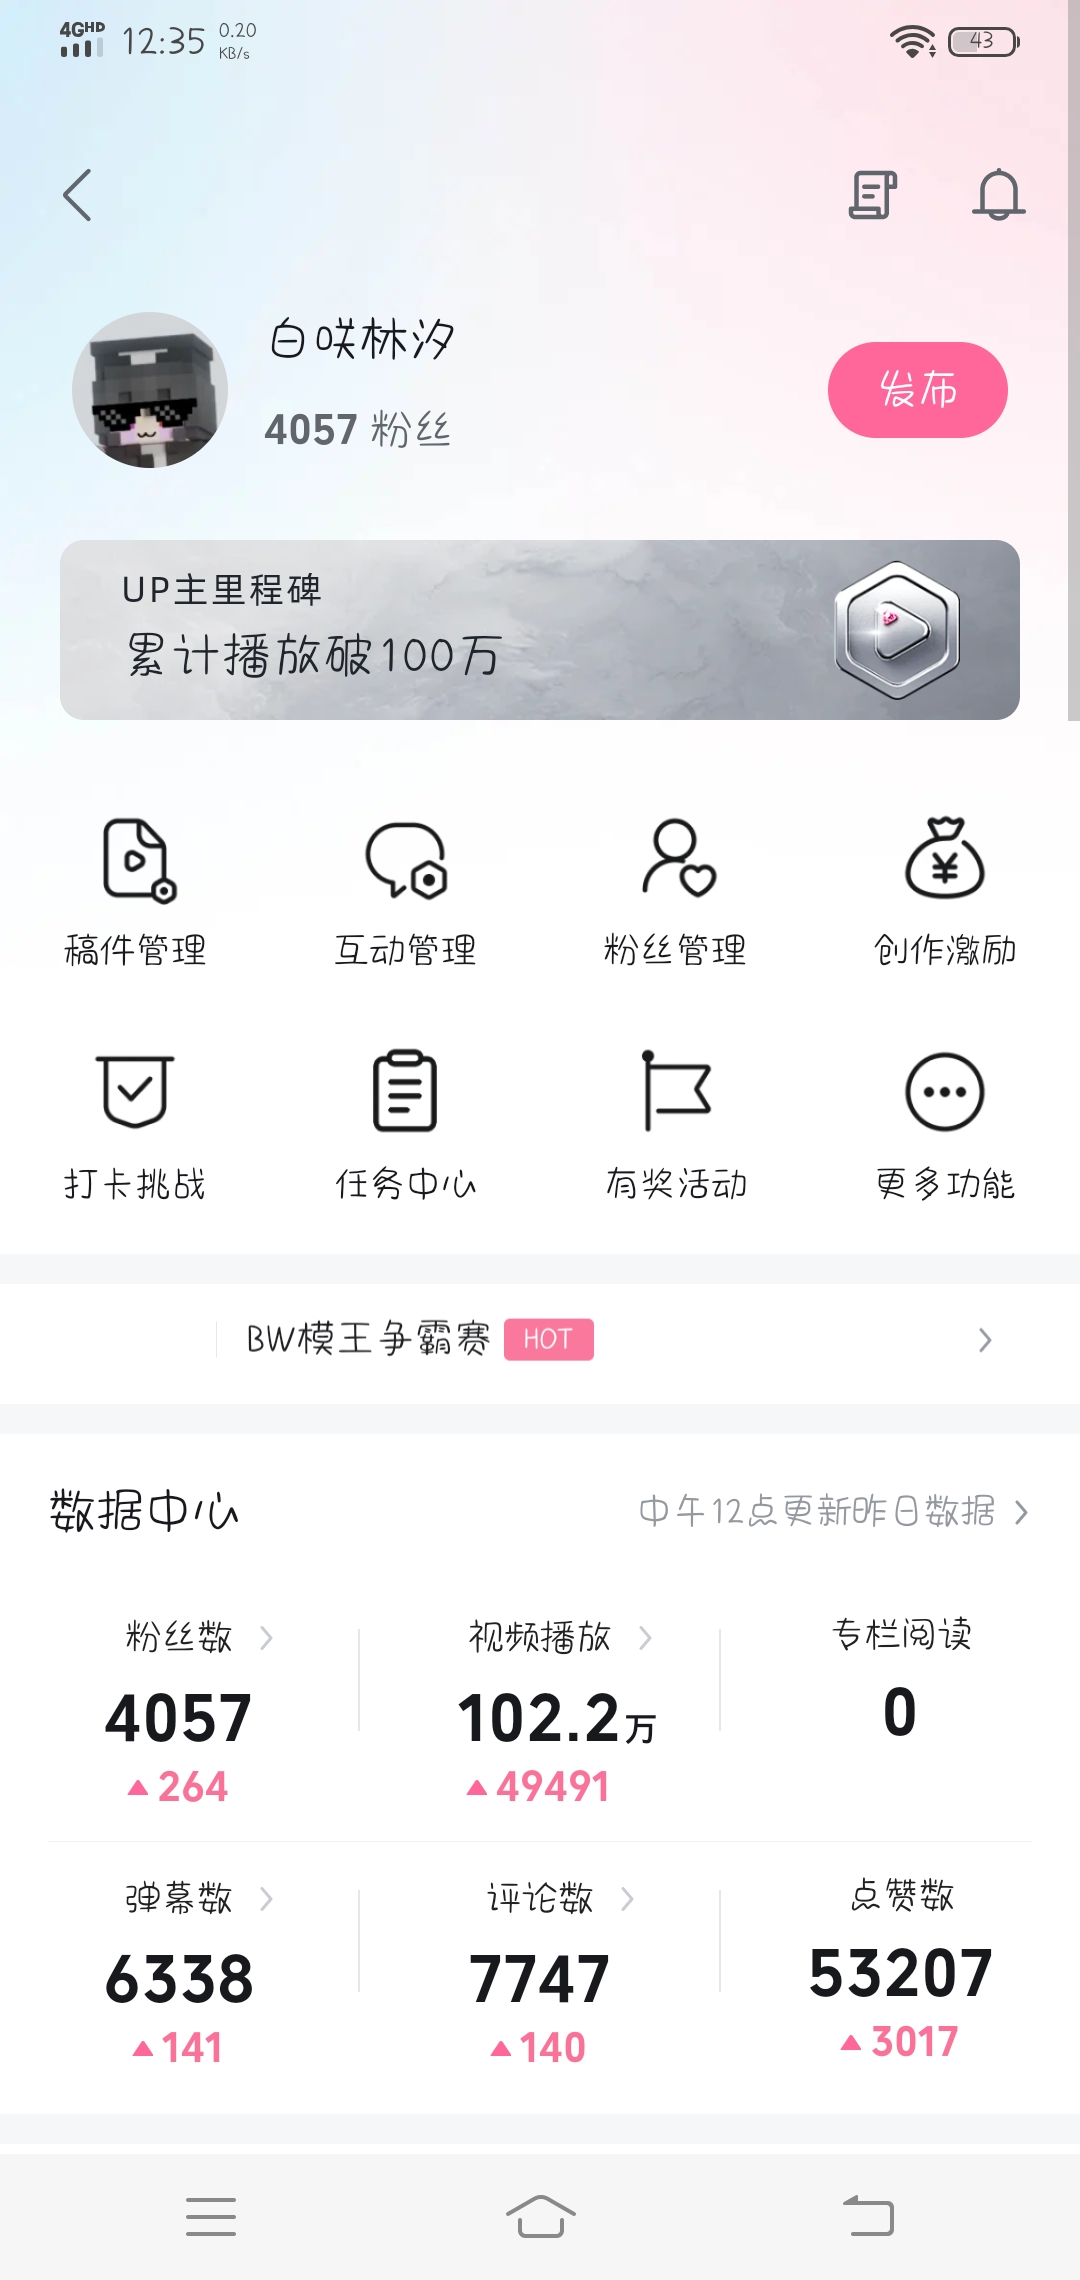 4GHD 12:35 0.20 KB/s 43
白咲林汐
4057 粉丝
发布
UP主里程碑
累计播放破100万
稿件管理 互动管理 粉丝管理 创作激励
打卡挑战 任务中心 有奖活动 更多功能
BW模王争霸赛 HOT
数据中心 中午12点更新昨日数据
粉丝数 视频播放 专栏阅读
4057 102.2万 0
264 49491
弹幕数 评论数 点赞数
6338 7747 53207
141 140 3017